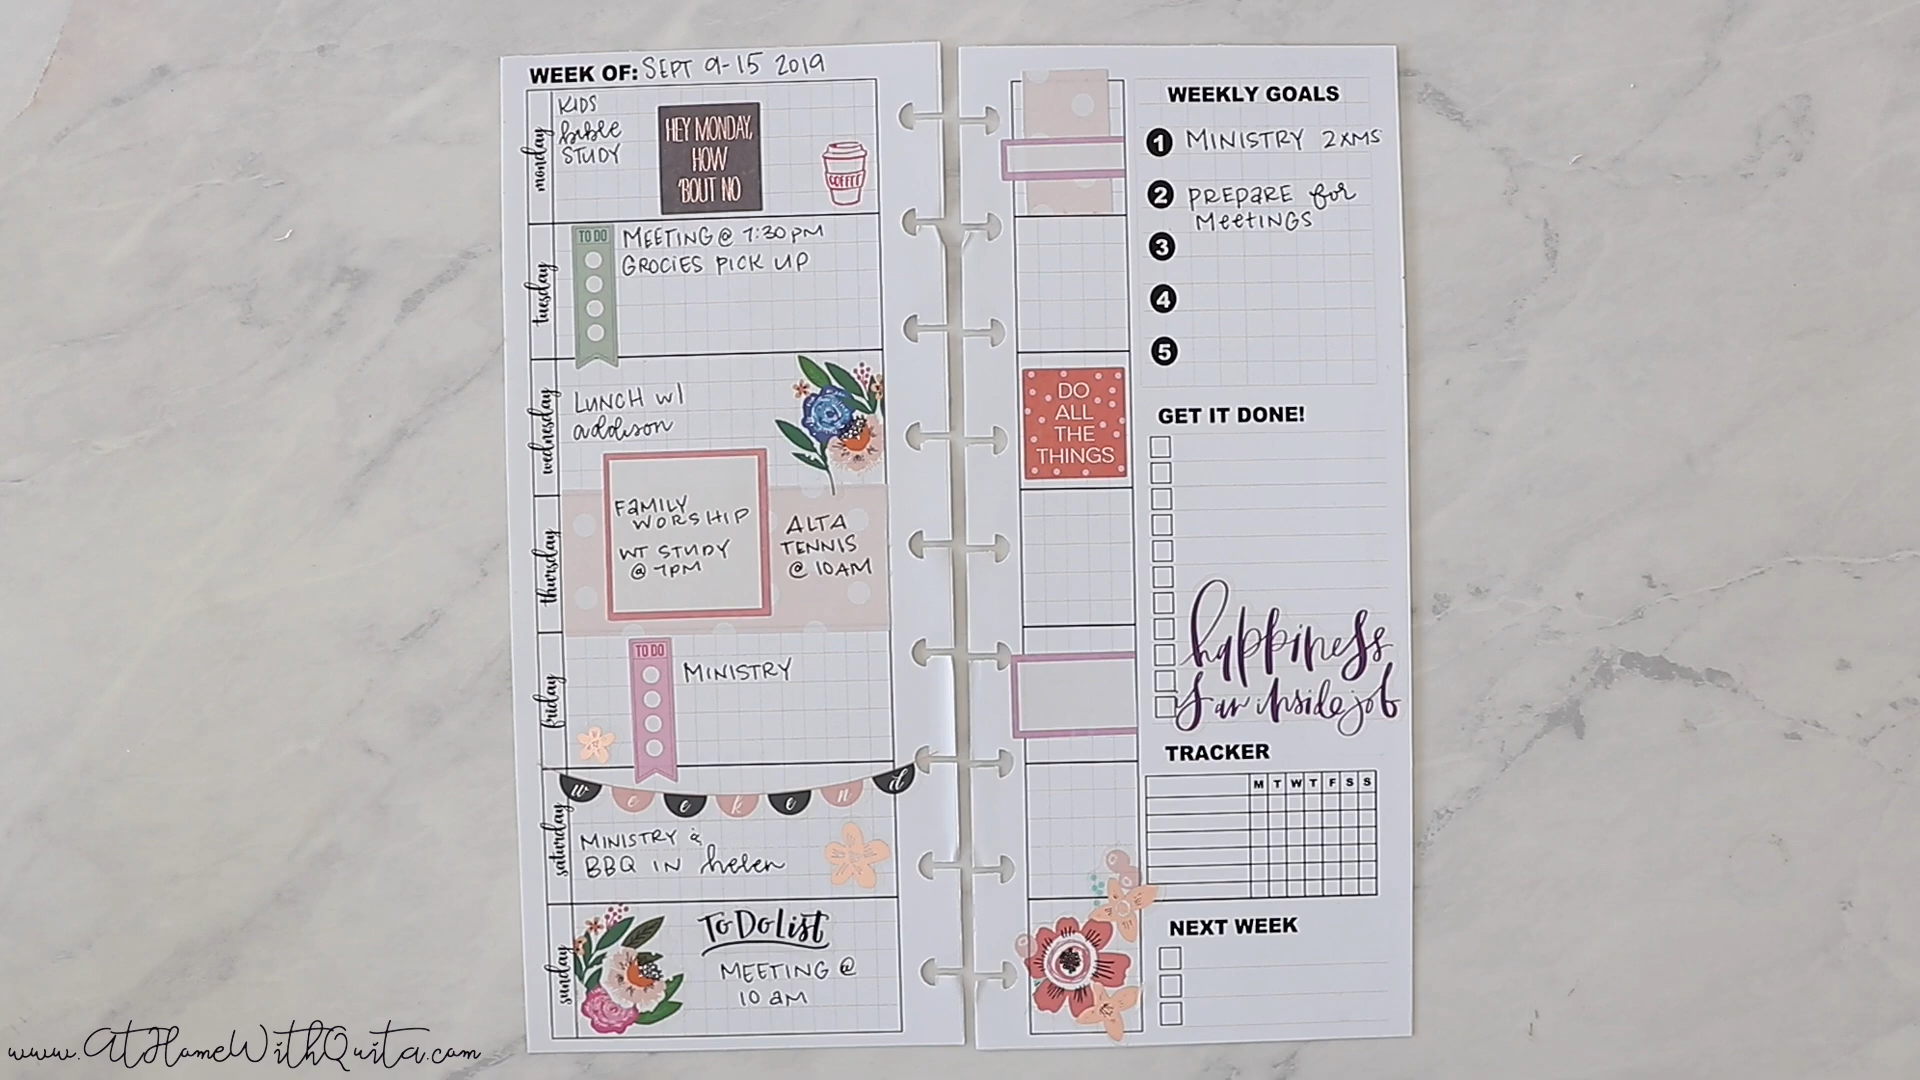 WEEK OF: SEPT 9-15 2019
monday
KIDS
bible
STUDY
HEY MONDAY,
HOW
'BOUT NO
COFFEE
tuesday
TO DO
MEETING @ 7:30 PM
GROCIES PICK UP
wednesday
LUNCH w/
addison
thursday
FAMILY
WORSHIP
WT STUDY
@ 7PM
ALTA
TENNIS
@ 10AM
friday
TO DO
MINISTRY
weekend
saturday
MINISTRY &
BBQ IN helen
sunday
To Do List
MEETING @
10 am
DO
ALL
THE
THINGS
WEEKLY GOALS
1 MINISTRY 2XMS
2 PREPARE for
MeetINGS
3
4
5
GET IT DONE!
happiness
is an inside job
TRACKER
M T W T F S S
NEXT WEEK
www.AtHomeWithQuita.com